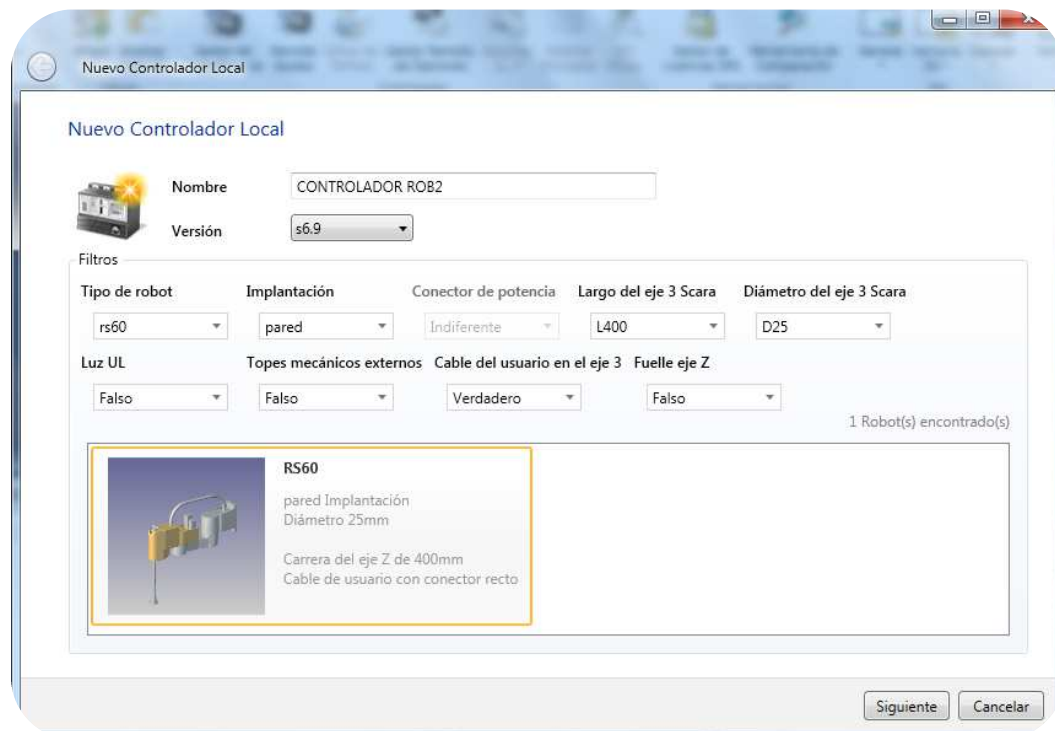 Nuevo Controlador Local
Nuevo Controlador Local
Nombre
CONTROLADOR ROB2
Versión
s6.9
Filtros
Tipo de robot
Implantación
Conector de potencia
Largo del eje 3 Scara
Diámetro del eje 3 Scara
rs60
pared
Indiferente
L400
D25
Luz UL
Topes mecánicos externos
Cable del usuario en el eje 3
Fuelle eje Z
Falso
Falso
Verdadero
Falso
1 Robot(s) encontrado(s)
RS60
pared Implantación
Diámetro 25mm
Carrera del eje Z de 400mm
Cable de usuario con conector recto
Siguiente
Cancelar